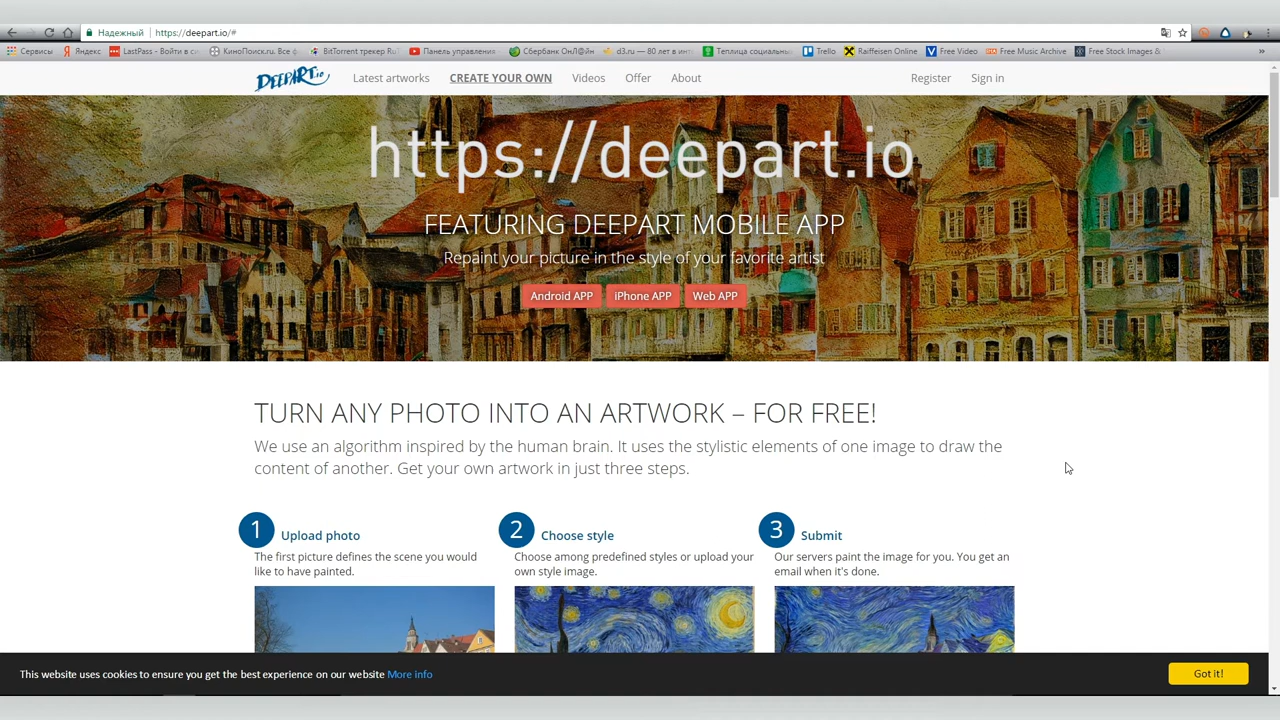 Надежный https://deepart.io/#
Сервисы Яндекс LastPass - Войти в си КиноПоиск.ru. Все ф BitTorrent трекер RuT Панель управления Сбербанк ОнЛ@йн d3.ru — 80 лет в инте Теплица социальны Trello Raiffeisen Online Free Video Free Music Archive Free Stock Images & »
DEEPART.io Latest artworks CREATE YOUR OWN Videos Offer About Register Sign in
https://deepart.io
FEATURING DEEPART MOBILE APP
Repaint your picture in the style of your favorite artist
Android APP iPhone APP Web APP
TURN ANY PHOTO INTO AN ARTWORK – FOR FREE!
We use an algorithm inspired by the human brain. It uses the stylistic elements of one image to draw the
content of another. Get your own artwork in just three steps.
1 Upload photo
The first picture defines the scene you would
like to have painted.
2 Choose style
Choose among predefined styles or upload your
own style image.
3 Submit
Our servers paint the image for you. You get an
email when it's done.
This website uses cookies to ensure you get the best experience on our website More info
Got it!